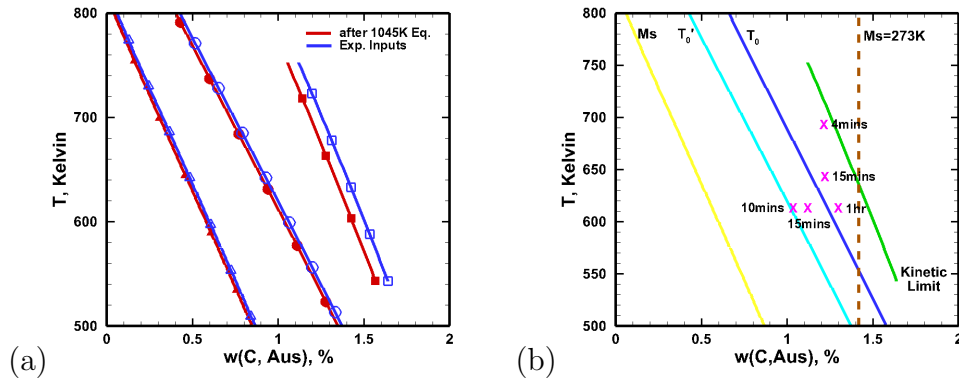 800
700
600
500
T, Kelvin
0
0.5
1
1.5
2
w(C, Aus), %
after 1045K Eq.
Exp. Inputs
(a)
800
750
700
650
600
550
500
T, Kelvin
0
0.5
1
1.5
2
w(C, Aus), %
Ms
T0'
T0
Ms=273K
X 4mins
X 15mins
10mins X X
15mins
X 1Hr
Kinetic
Limit
(b)